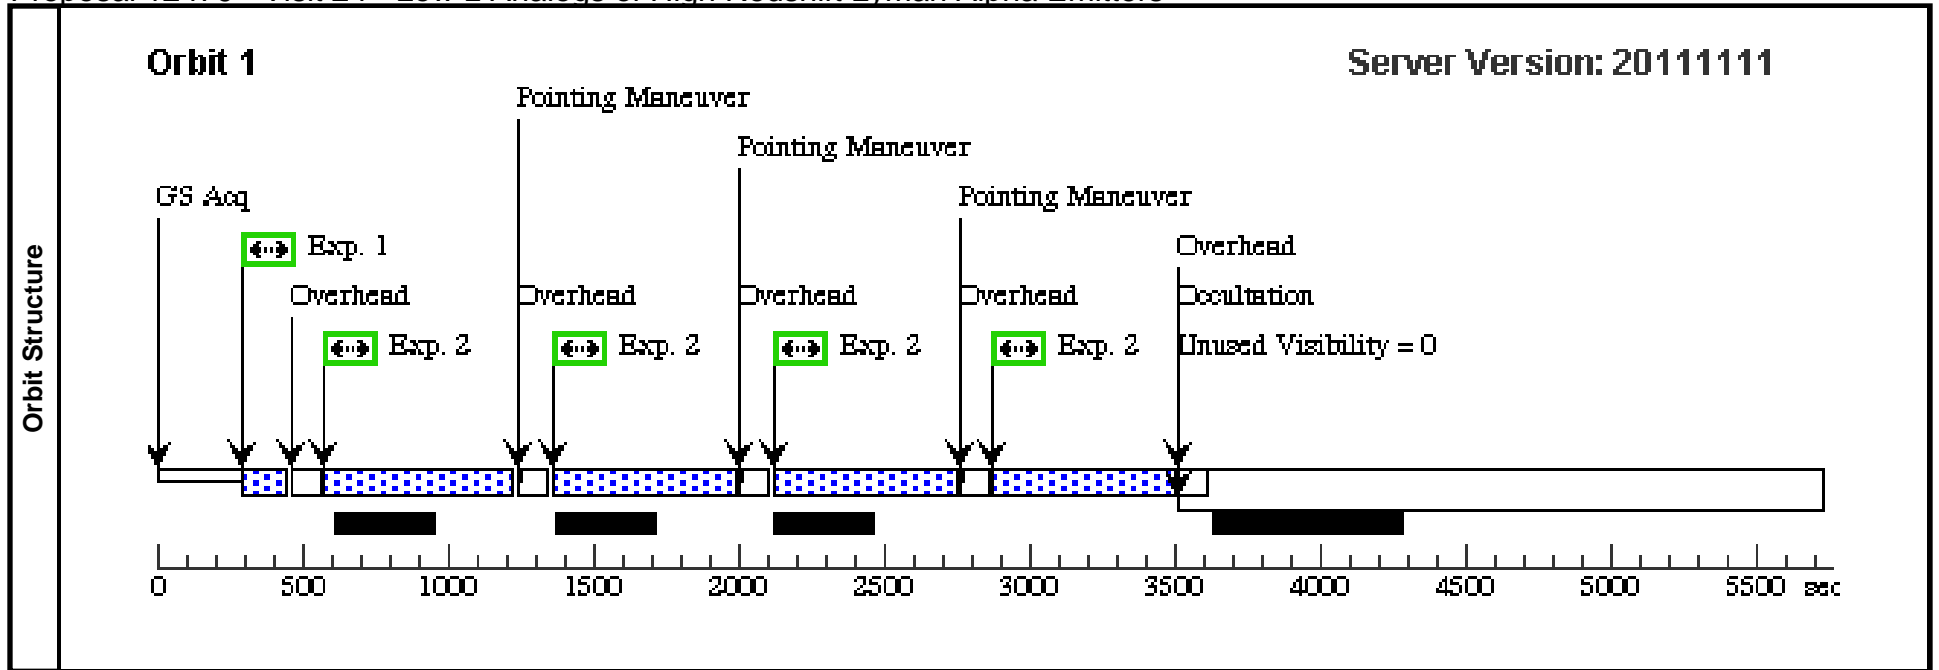 Orbit Structure
Orbit 1
Server Version: 20111111
Pointing Maneuver
Pointing Maneuver
GS Acq
Pointing Maneuver
Exp. 1
Overhead
Overhead
Overhead
Overhead
Overhead
Occultation
Exp. 2
Exp. 2
Exp. 2
Exp. 2
Unused Visibility = 0
0 500 1000 1500 2000 2500 3000 3500 4000 4500 5000 5500 sec